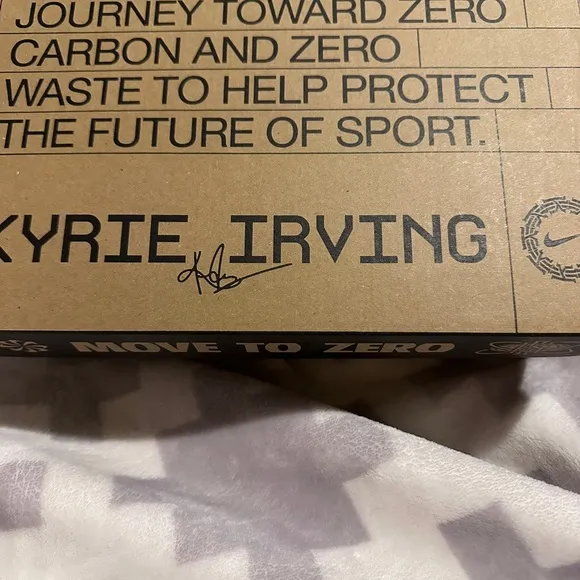 JOURNEY TOWARD ZERO
CARBON AND ZERO
WASTE TO HELP PROTECT
THE FUTURE OF SPORT.
KYRIE IRVING
MOVE TO ZERO